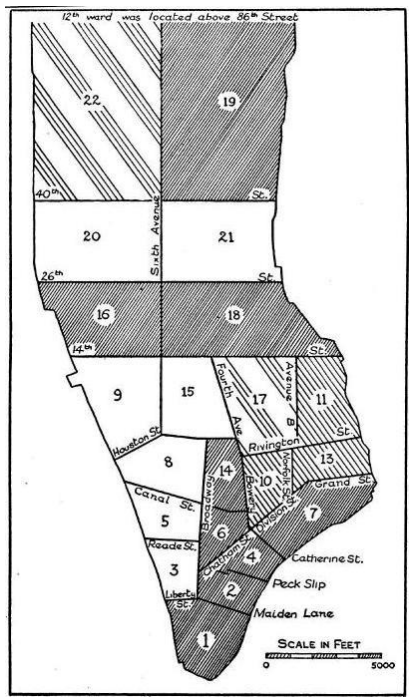 12th ward was located above 86th Street
22
19
40th
St.
Sixth Avenue
20
21
26th
St.
16
18
14th
St.
9
15
Fourth Ave
17
Avenue B
11
Houston St.
Rivington
St.
8
14
10
Norfolk St.
13
Grand St.
Canal St.
Broadway
Bowery
Division St.
7
5
6
Reade St.
Chatham St.
4
Catherine St.
3
2
Peck Slip
Liberty St.
Maiden Lane
1
SCALE IN FEET
0
5000